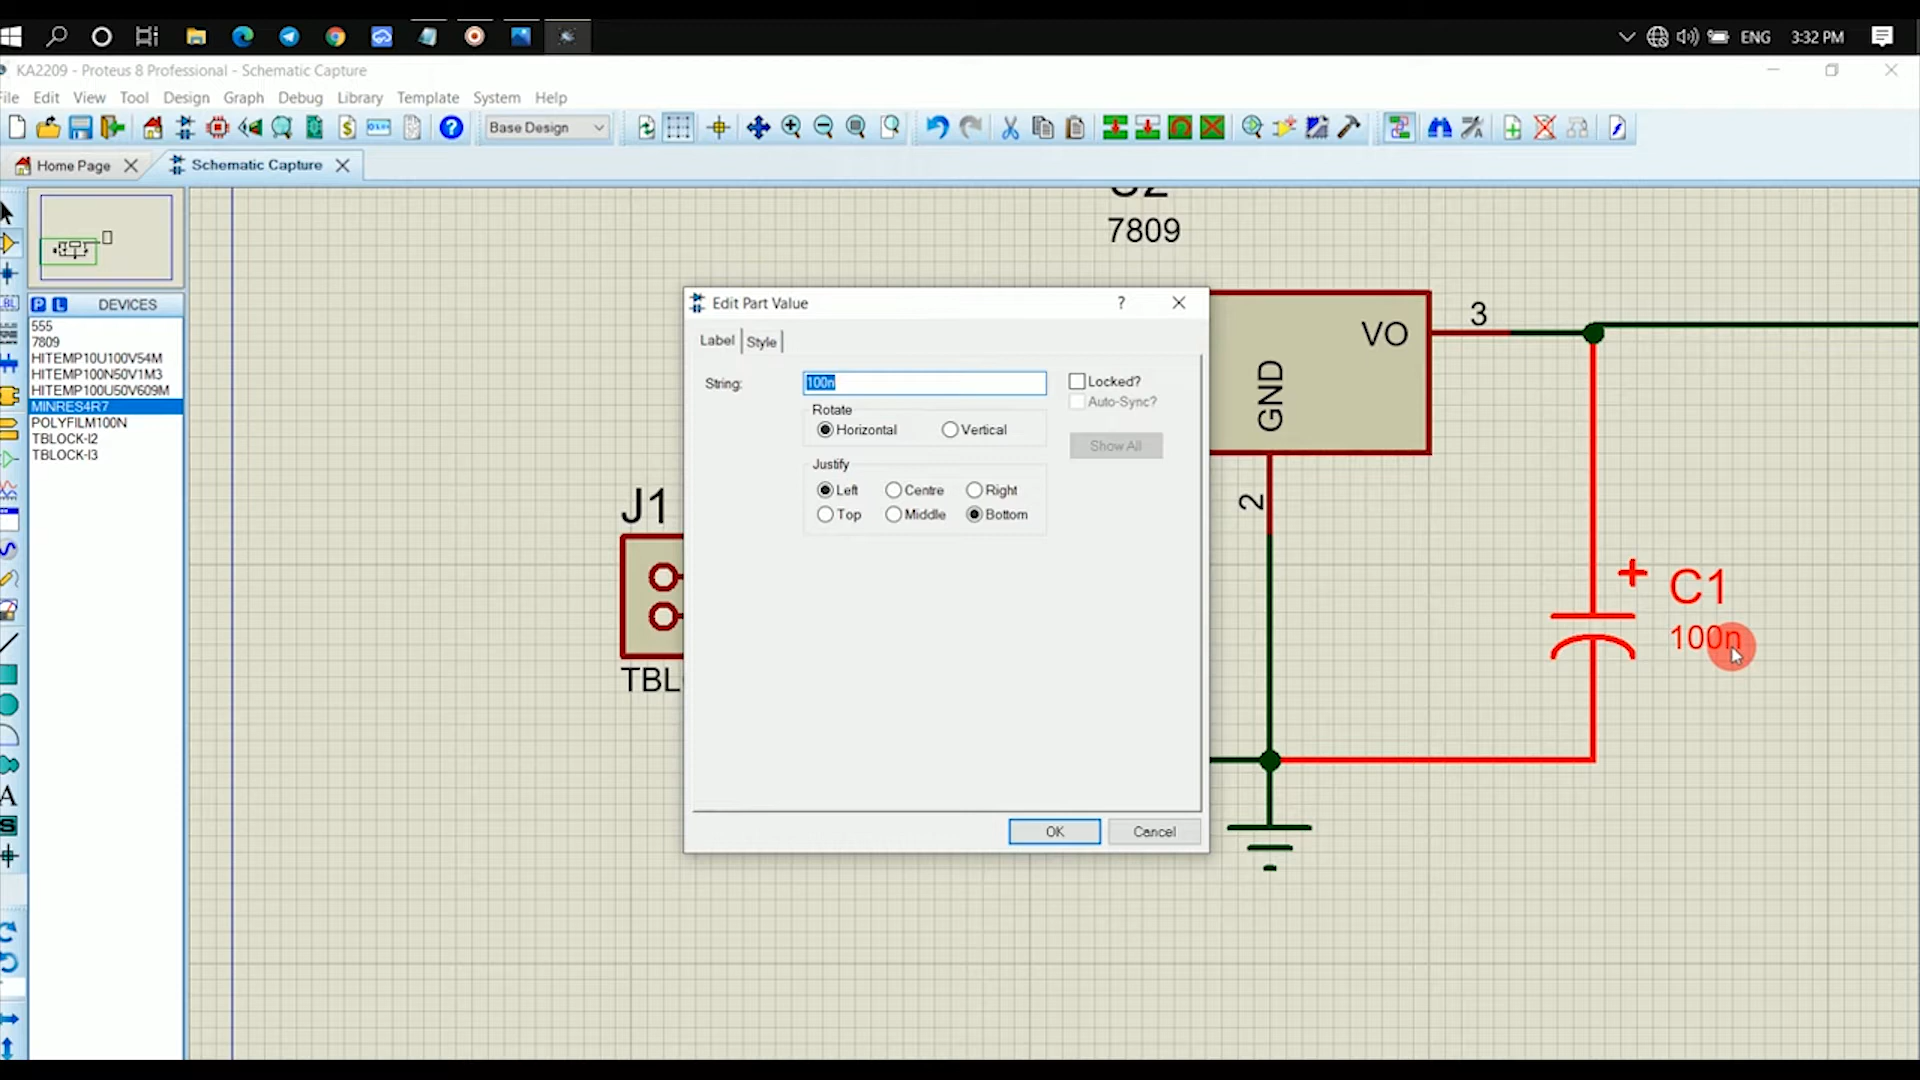 ENG
3:32 PM
KA2209 - Proteus 8 Professional - Schematic Capture
File Edit View Tool Design Graph Debug Library Template System Help
Base Design
Home Page
Schematic Capture
P L DEVICES
555
7809
HITEMP10U100V54M
HITEMP100N50V1M3
HITEMP100U50V609M
MINRES4R7
POLYFILM100N
TBLOCK-I2
TBLOCK-I3
7809
Edit Part Value
?
Label
Style
String:
100n
Locked?
Auto-Sync?
Rotate
Horizontal
Vertical
Show All
Justify
Left
Centre
Right
Top
Middle
Bottom
OK
Cancel
VO
3
GND
2
J1
TBL
+
C1
100n